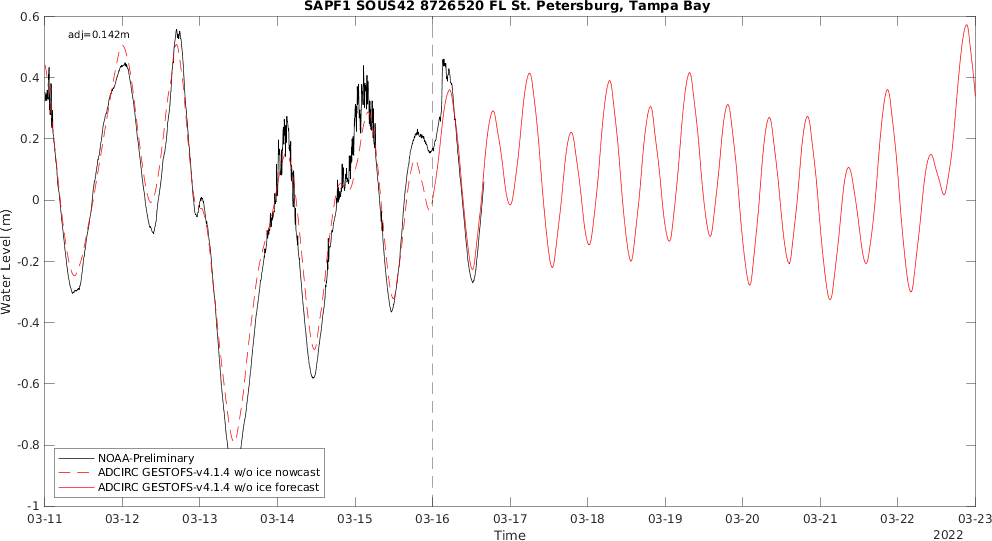 SAPF1 SOUS42 8726520 FL St. Petersburg, Tampa Bay
adj=0.142m
0.6
0.4
0.2
0
-0.2
-0.4
-0.6
-0.8
-1
Water Level (m)
NOAA-Preliminary
ADCIRC GESTOFS-v4.1.4 w/o ice nowcast
ADCIRC GESTOFS-v4.1.4 w/o ice forecast
03-11 03-12 03-13 03-14 03-15 03-16 03-17 03-18 03-19 03-20 03-21 03-22 03-23
Time
2022